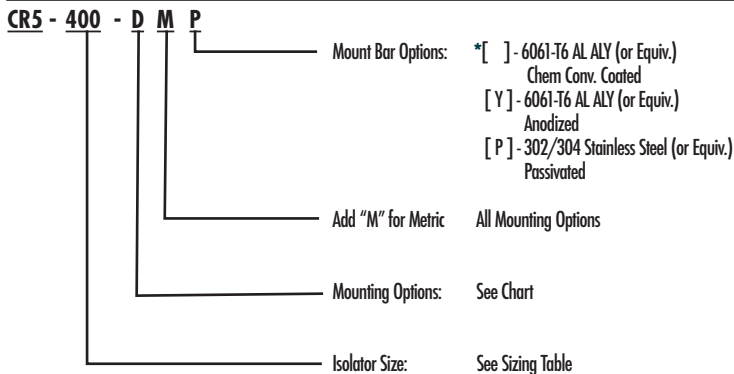 CR5 - 400 - D M P
Mount Bar Options: *[ ] - 6061-T6 AL ALY (or Equiv.)
Chem Conv. Coated
[ Y ] - 6061-T6 AL ALY (or Equiv.)
Anodized
[ P ] - 302/304 Stainless Steel (or Equiv.)
Passivated
Add “M” for Metric All Mounting Options
Mounting Options: See Chart
Isolator Size: See Sizing Table